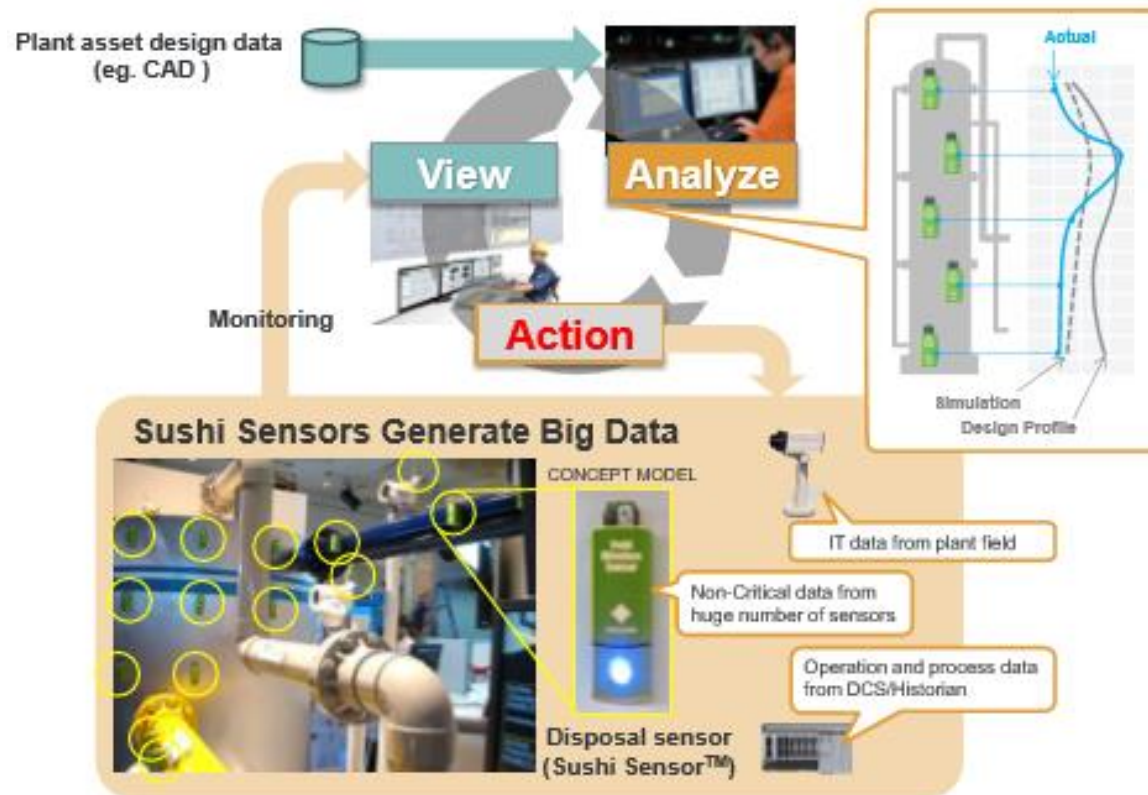 Plant asset design data
(eg. CAD )
View
Analyze
Actual
Simulation
Design Profile
Monitoring
Action
Sushi Sensors Generate Big Data
CONCEPT MODEL
IT data from plant field
Non-Critical data from
huge number of sensors
Operation and process data
from DCS/Historian
Disposal sensor
(Sushi Sensor™)